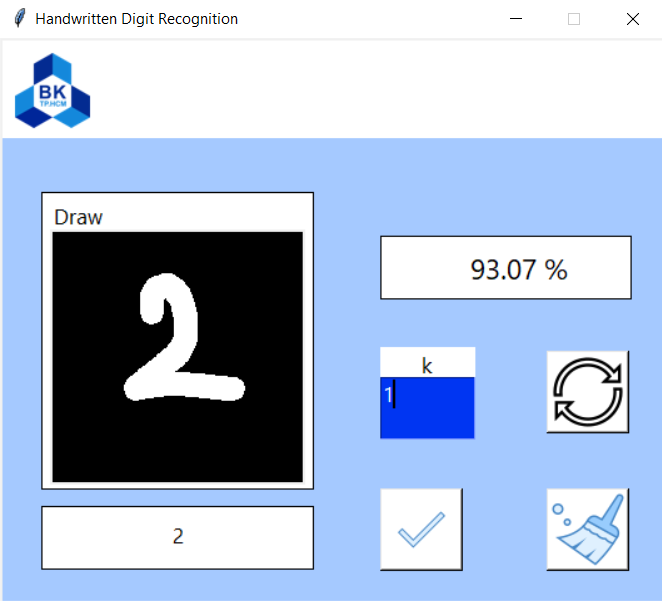 Handwritten Digit Recognition
BK
TP.HCM
Draw
2
2
93.07 %
k
1